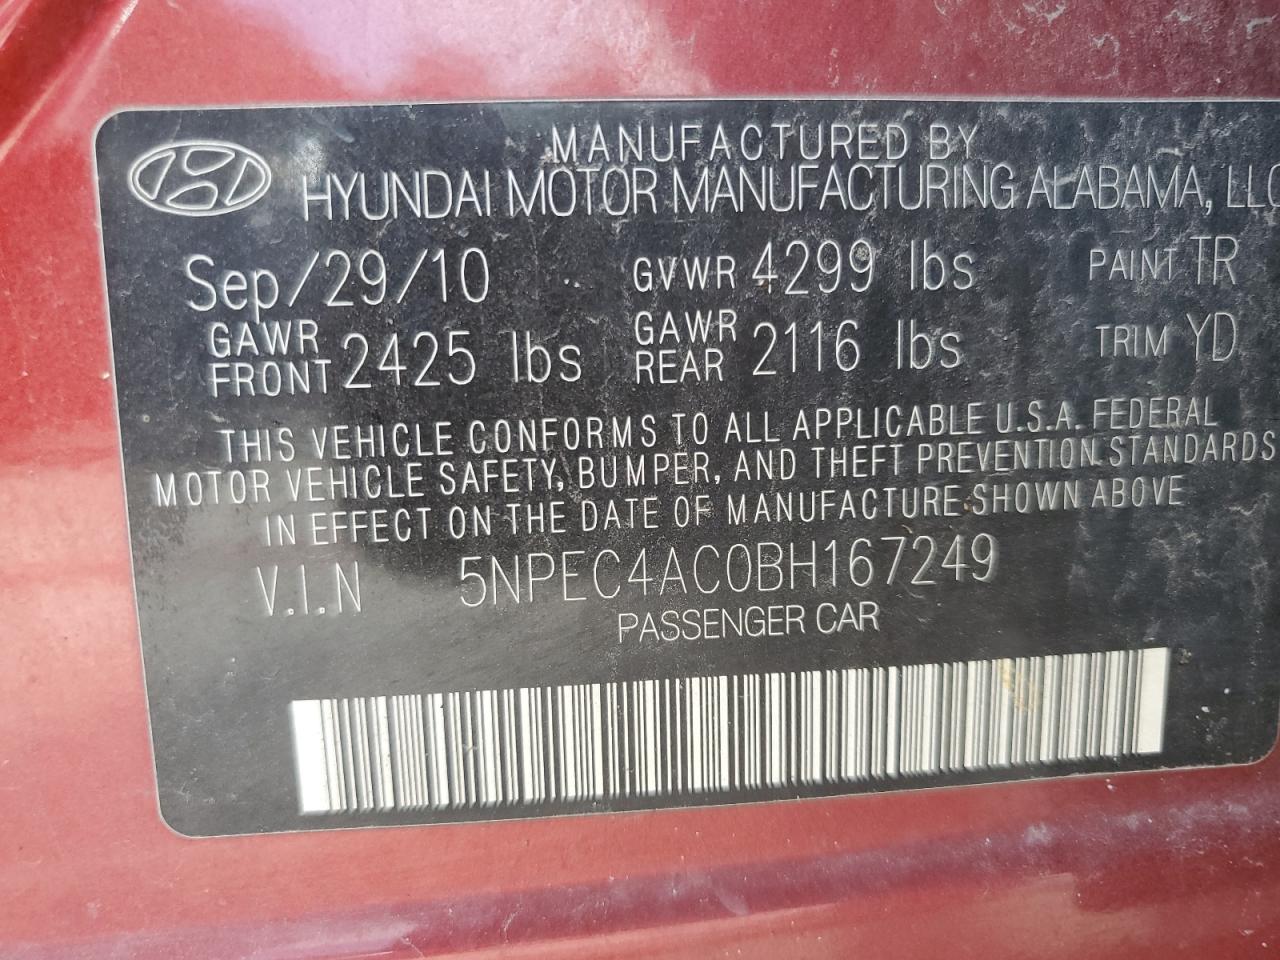 MANUFACTURED BY
HYUNDAI MOTOR MANUFACTURING ALABAMA, LLC
Sep/29/10 GVWR 4299 lbs PAINT TR
GAWR FRONT 2425 lbs GAWR REAR 2116 lbs TRIM YD
THIS VEHICLE CONFORMS TO ALL APPLICABLE U.S.A. FEDERAL
MOTOR VEHICLE SAFETY, BUMPER, AND THEFT PREVENTION STANDARDS
IN EFFECT ON THE DATE OF MANUFACTURE SHOWN ABOVE
V.I.N 5NPEC4AC0BH167249
PASSENGER CAR